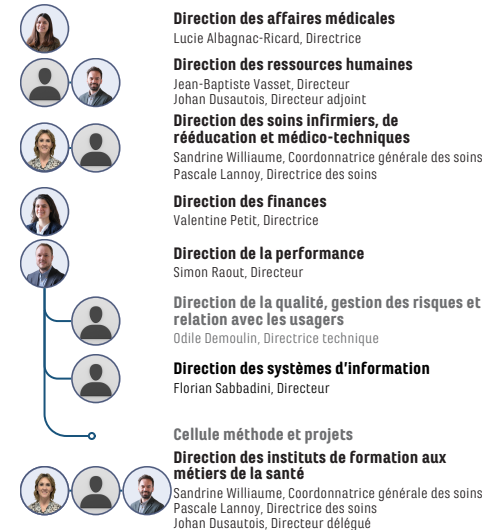 Direction des affaires médicales
Lucie Albagnac-Ricard, Directrice
Direction des ressources humaines
Jean-Baptiste Vasset, Directeur
Johan Dusautois, Directeur adjoint
Direction des soins infirmiers, de
rééducation et médico-techniques
Sandrine Williaume, Coordonnatrice générale des soins
Pascale Lannoy, Directrice des soins
Direction des finances
Valentine Petit, Directrice
Direction de la performance
Simon Raout, Directeur
Direction de la qualité, gestion des risques et
relation avec les usagers
Odile Demoulin, Directrice technique
Direction des systèmes d'information
Florian Sabbadini, Directeur
Cellule méthode et projets
Direction des instituts de formation aux
métiers de la santé
Sandrine Williaume, Coordonnatrice générale des soins
Pascale Lannoy, Directrice des soins
Johan Dusautois, Directeur délégué